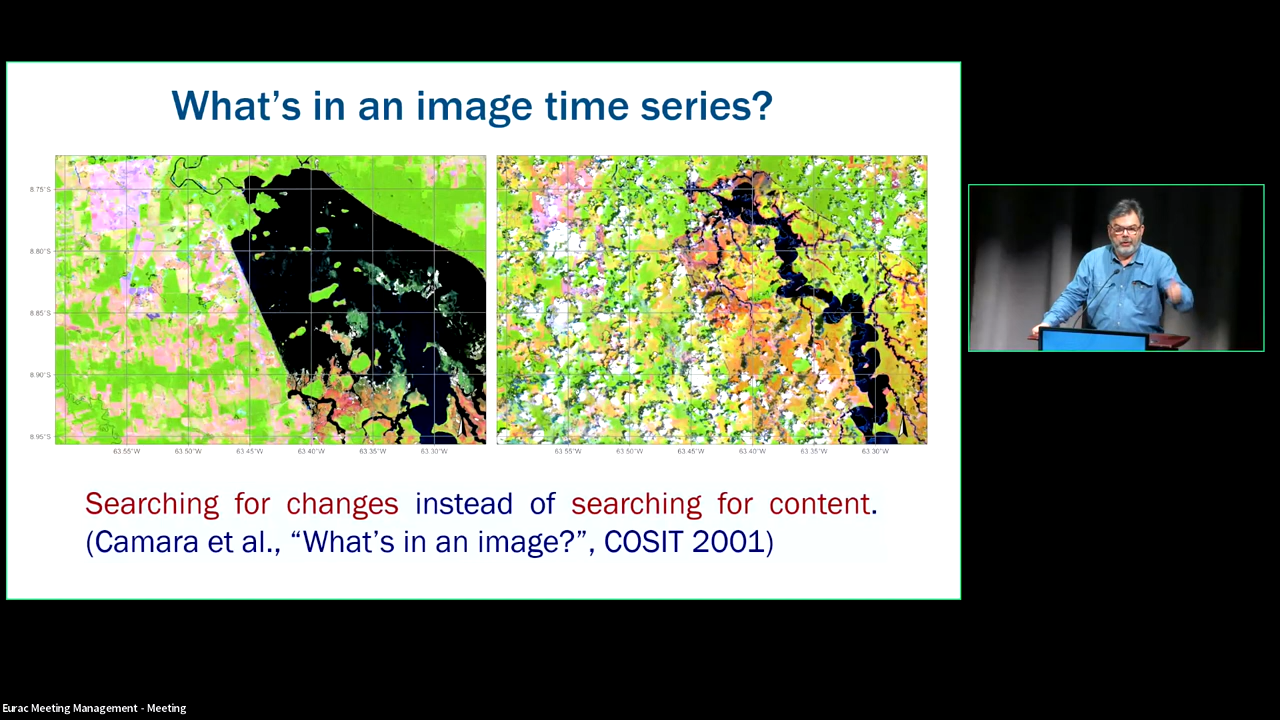 What's in an image time series?
8.75°S
8.80°S
8.85°S
8.90°S
8.95°S
63.55°W 63.50°W 63.45°W 63.40°W 63.35°W 63.30°W
63.55°W 63.50°W 63.45°W 63.40°W 63.35°W 63.30°W
Searching for changes instead of searching for content.
(Camara et al., “What's in an image?”, COSIT 2001)
Eurac Meeting Management - Meeting